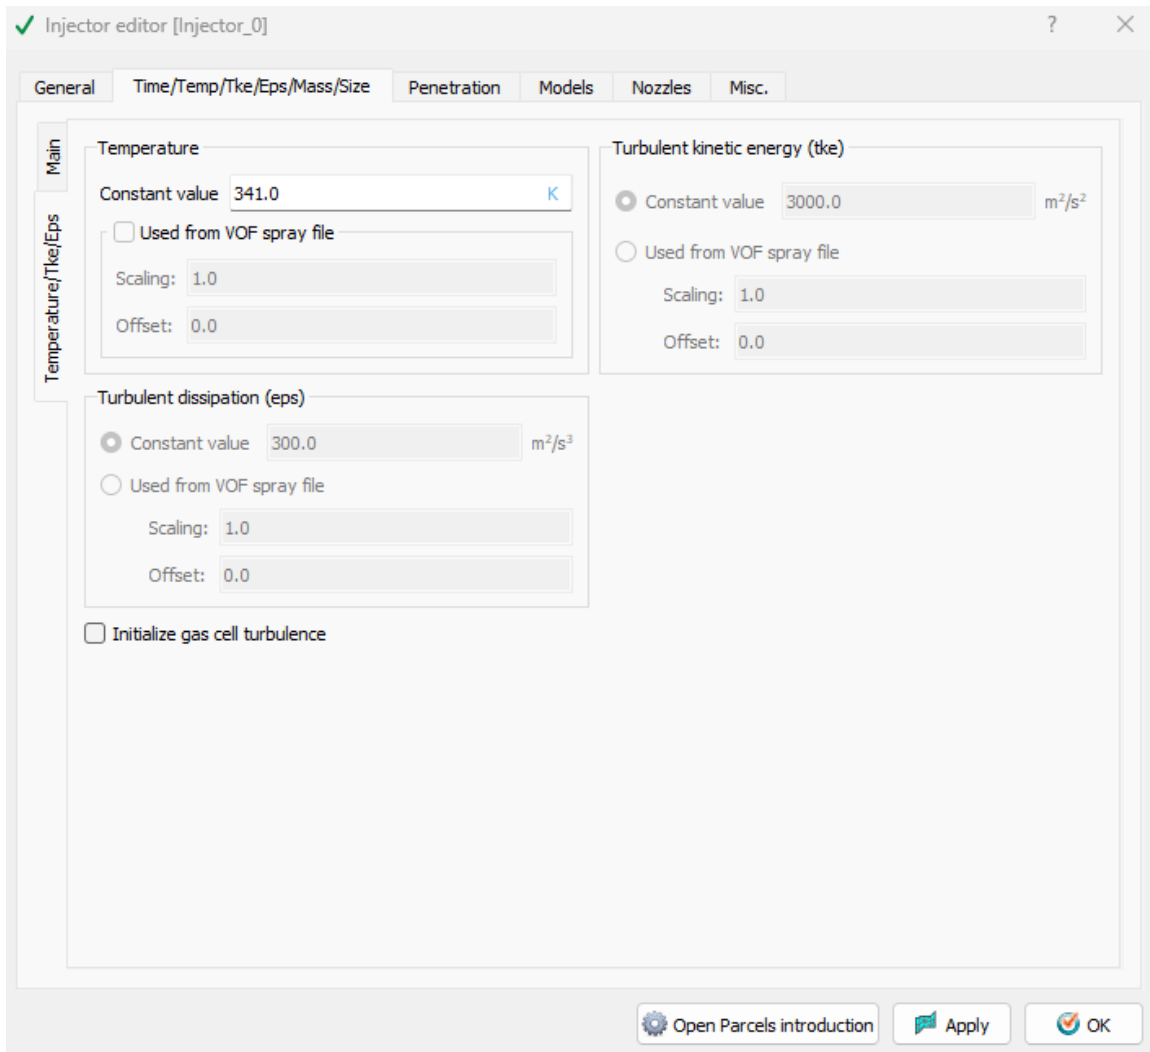 Injector editor [Injector_0]
?
General
Time/Temp/Tke/Eps/Mass/Size
Penetration
Models
Nozzles
Misc.
Main
Temperature/Tke/Eps
Temperature
Constant value 341.0 K
Used from VOF spray file
Scaling: 1.0
Offset: 0.0
Turbulent kinetic energy (tke)
Constant value 3000.0 m²/s²
Used from VOF spray file
Scaling: 1.0
Offset: 0.0
Turbulent dissipation (eps)
Constant value 300.0 m²/s³
Used from VOF spray file
Scaling: 1.0
Offset: 0.0
Initialize gas cell turbulence
Open Parcels introduction
Apply
OK